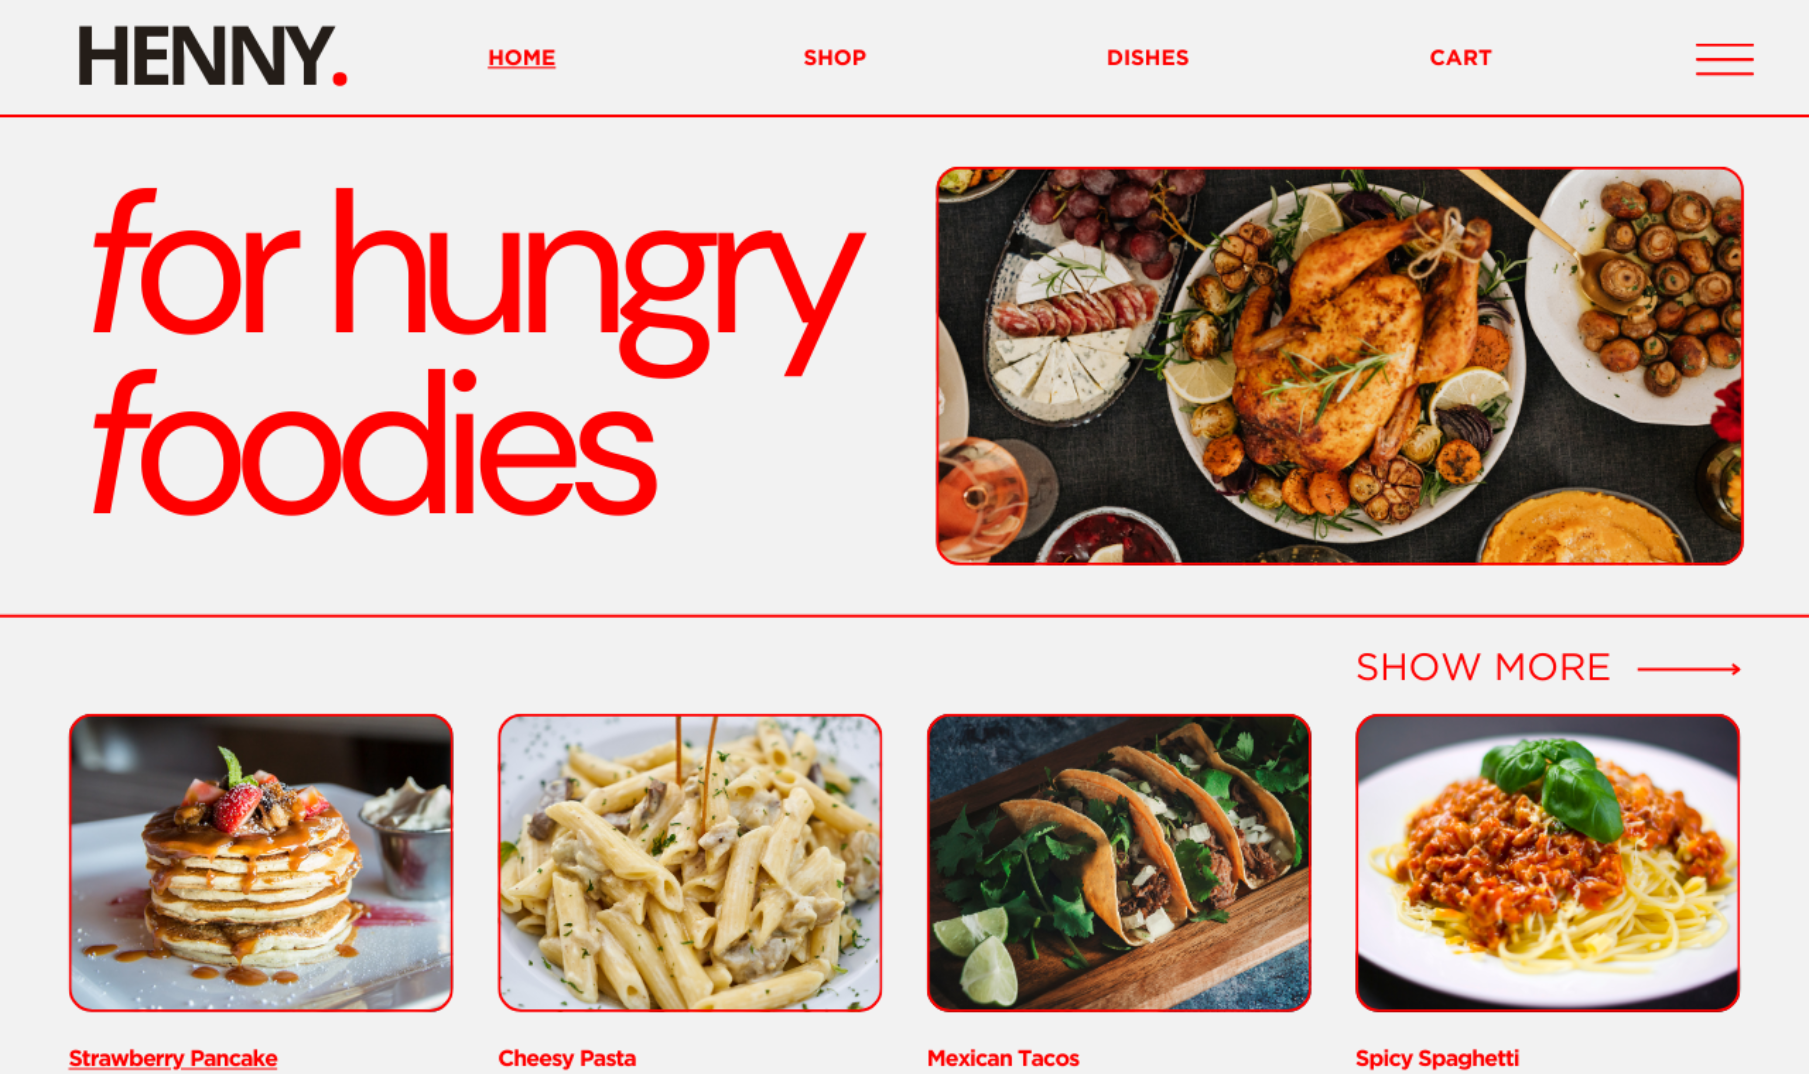 HENNY.
HOME
SHOP
DISHES
CART
for hungry
foodies
SHOW MORE
Strawberry Pancake
Cheesy Pasta
Mexican Tacos
Spicy Spaghetti